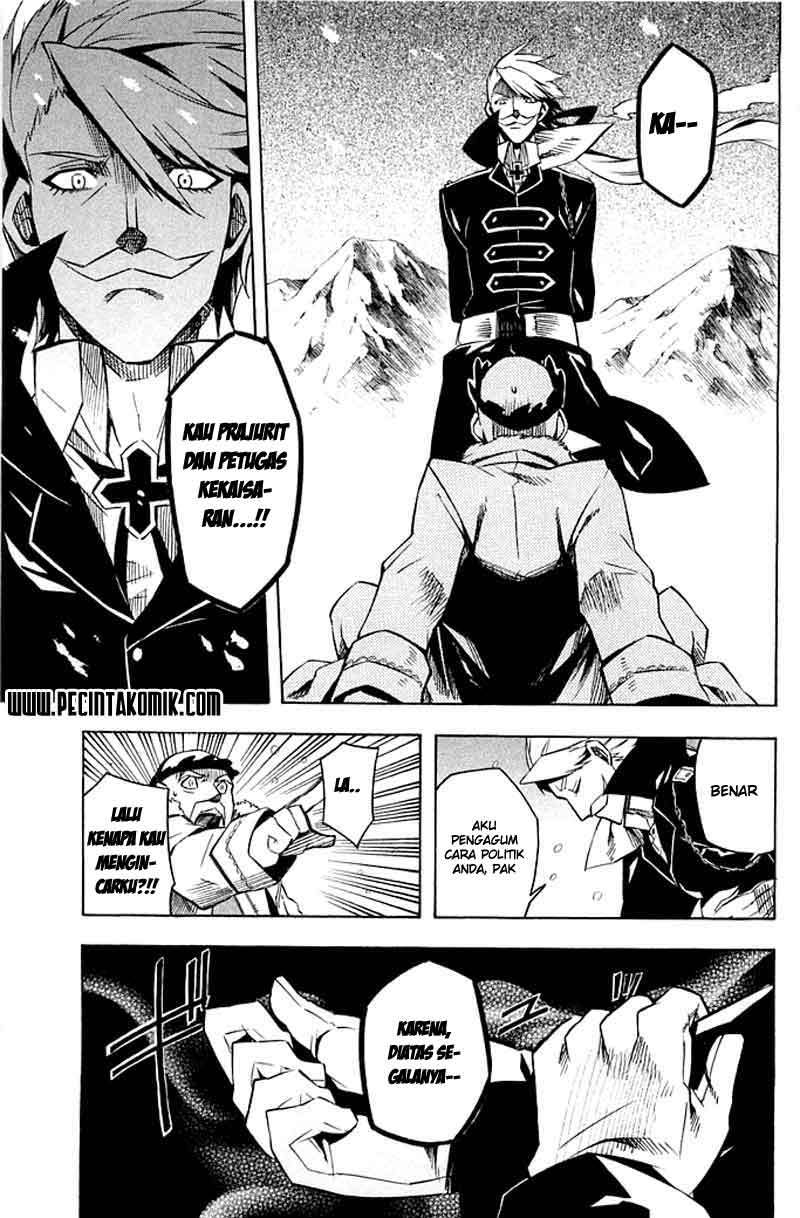 KA--
KAU PRAJURIT
DAN PETUGAS
KEKAISA-
RAN...!!
WWW.PECINTAKOMIK.COM
BENAR
AKU
PENGAGUM
CARA POLITIK
ANDA, PAK
LA..
LALU
KENAPA KAU
MENGIN-
CARKU?!!
KARENA,
DIATAS SE-
GALANYA--